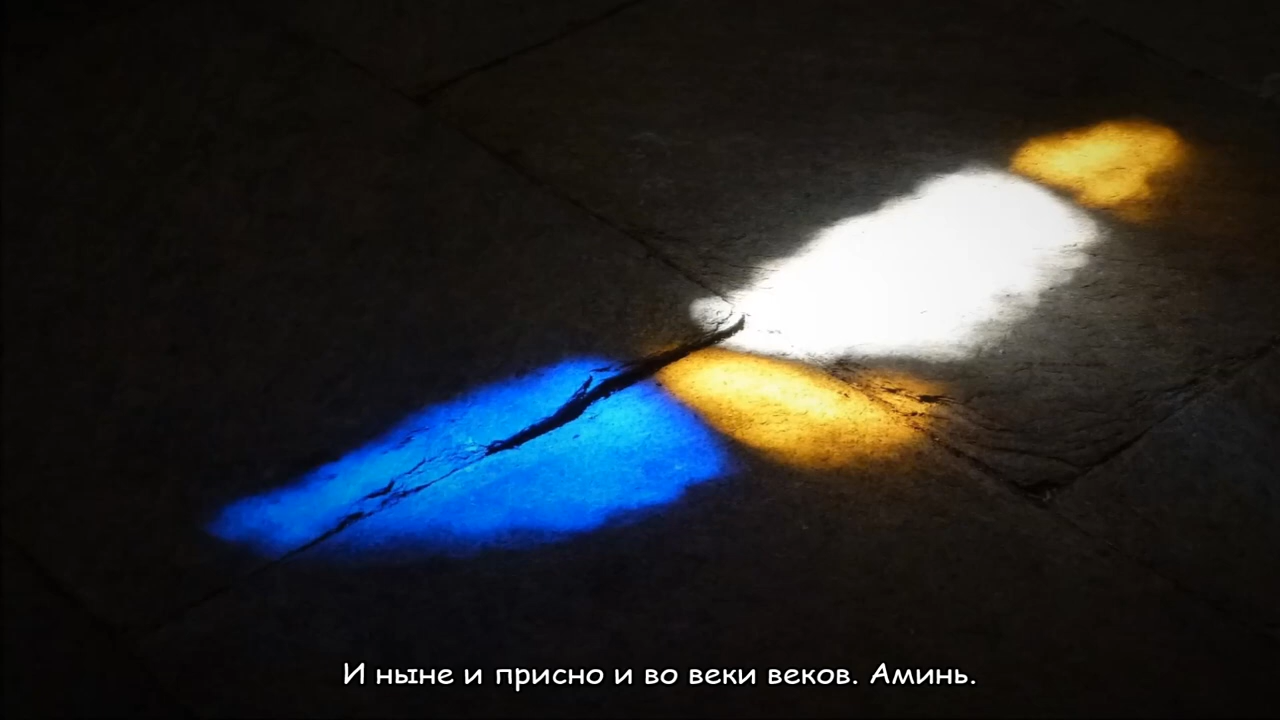 И ныне и присно и во веки веков. Аминь.